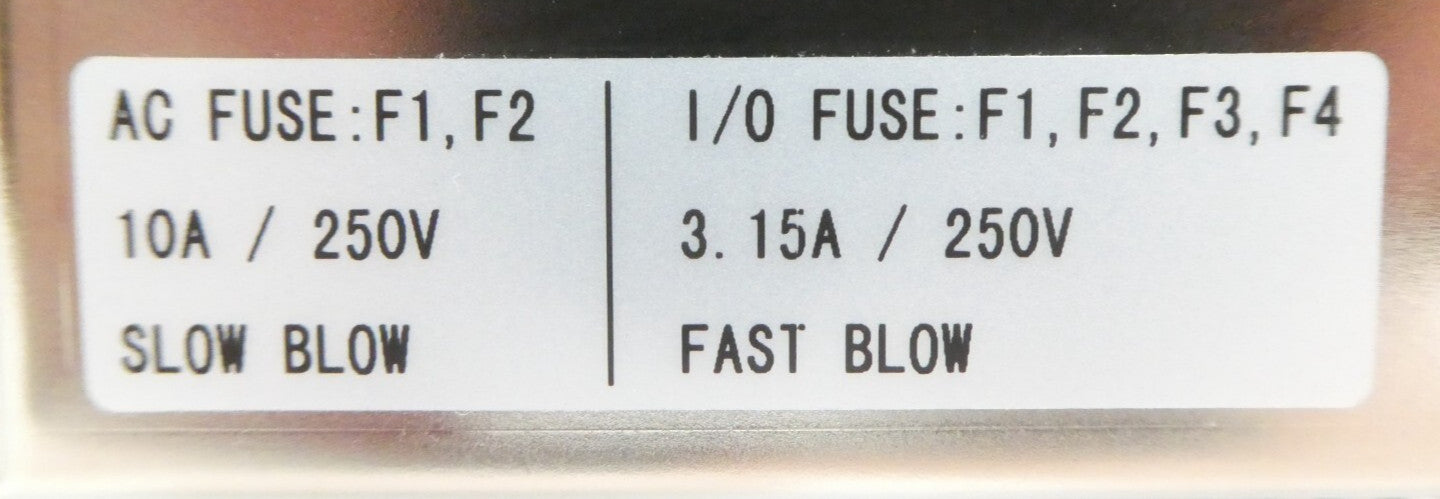 AC FUSE:F1,F2
10A / 250V
SLOW BLOW
I/O FUSE:F1,F2,F3,F4
3.15A / 250V
FAST BLOW